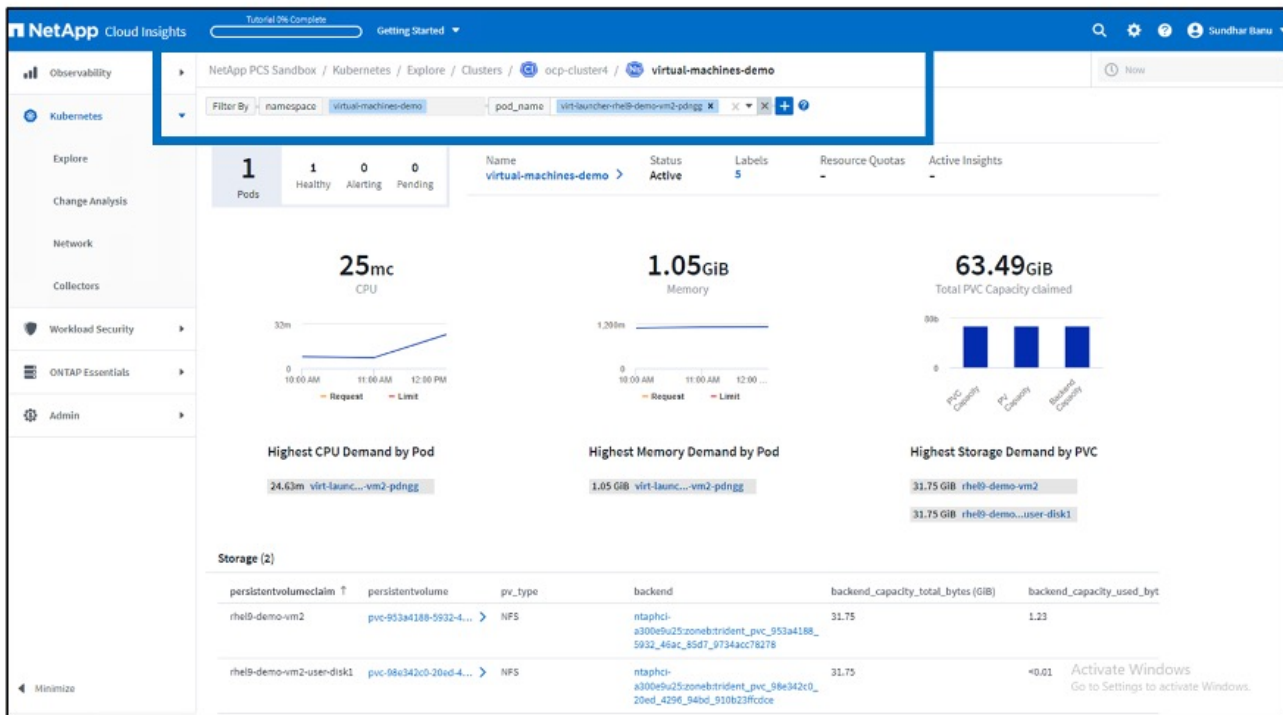 NetApp Cloud Insights
Tutorial 0% Complete
Getting Started
Sundhar Banu
Observability
Kubernetes
Explore
Change Analysis
Network
Collectors
Workload Security
ONTAP Essentials
Admin
Minimize
NetApp PCS Sandbox / Kubernetes / Explore / Clusters / ocp-cluster4 / virtual-machines-demo
Now
Filter By namespace virtual-machines-demo pod_name virt-launcher-rhel9-demo-vm2-pdngg
1 Pods
1 Healthy
0 Alerting
0 Pending
Name
virtual-machines-demo
Status
Active
Labels
5
Resource Quotas
-
Active Insights
-
25mc
CPU
32m
0
10:00 AM 11:00 AM 12:00 PM
Request Limit
1.05GiB
Memory
1,200m
0
10:00 AM 11:00 AM 12:00 ...
Request Limit
63.49GiB
Total PVC Capacity claimed
0
PVC Capacity
PV Capacity
Backend Capacity
Highest CPU Demand by Pod
24.63m virt-launc...-vm2-pdngg
Highest Memory Demand by Pod
1.05 GiB virt-launc...-vm2-pdngg
Highest Storage Demand by PVC
31.75 GiB rhel9-demo-vm2
31.75 GiB rhel9-demo...user-disk1
Storage (2)
persistentvolumeclaim ↑ persistentvolume pv_type backend backend_capacity_total_bytes (GiB) backend_capacity_used_byt
rhel9-demo-vm2 pvc-953a4188-5932-4... NFS ntaphci- 31.75 1.23
a300e9u25:zoneb:trident_pvc_953a4188_
5932_46ac_85d7_9734acc78278
rhel9-demo-vm2-user-disk1 pvc-98e342c0-20ed-4... NFS ntaphci- 31.75 <0.01
a300e9u25:zoneb:trident_pvc_98e342c0_
20ed_4296_94bd_910b23ffcdce
Activate Windows
Go to Settings to activate Windows.